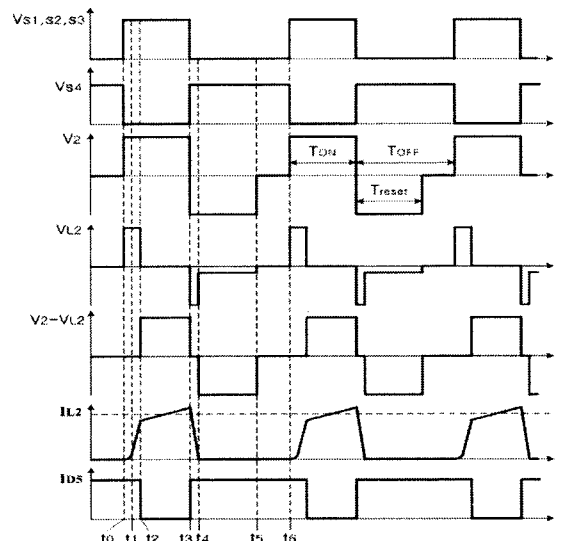 Vs1,s2,s3
Vs4
V2
TON
TOFF
Treset
VL2
V2-VL2
IL2
ID5
t0 t1 t2 t3 t4 t5 t6